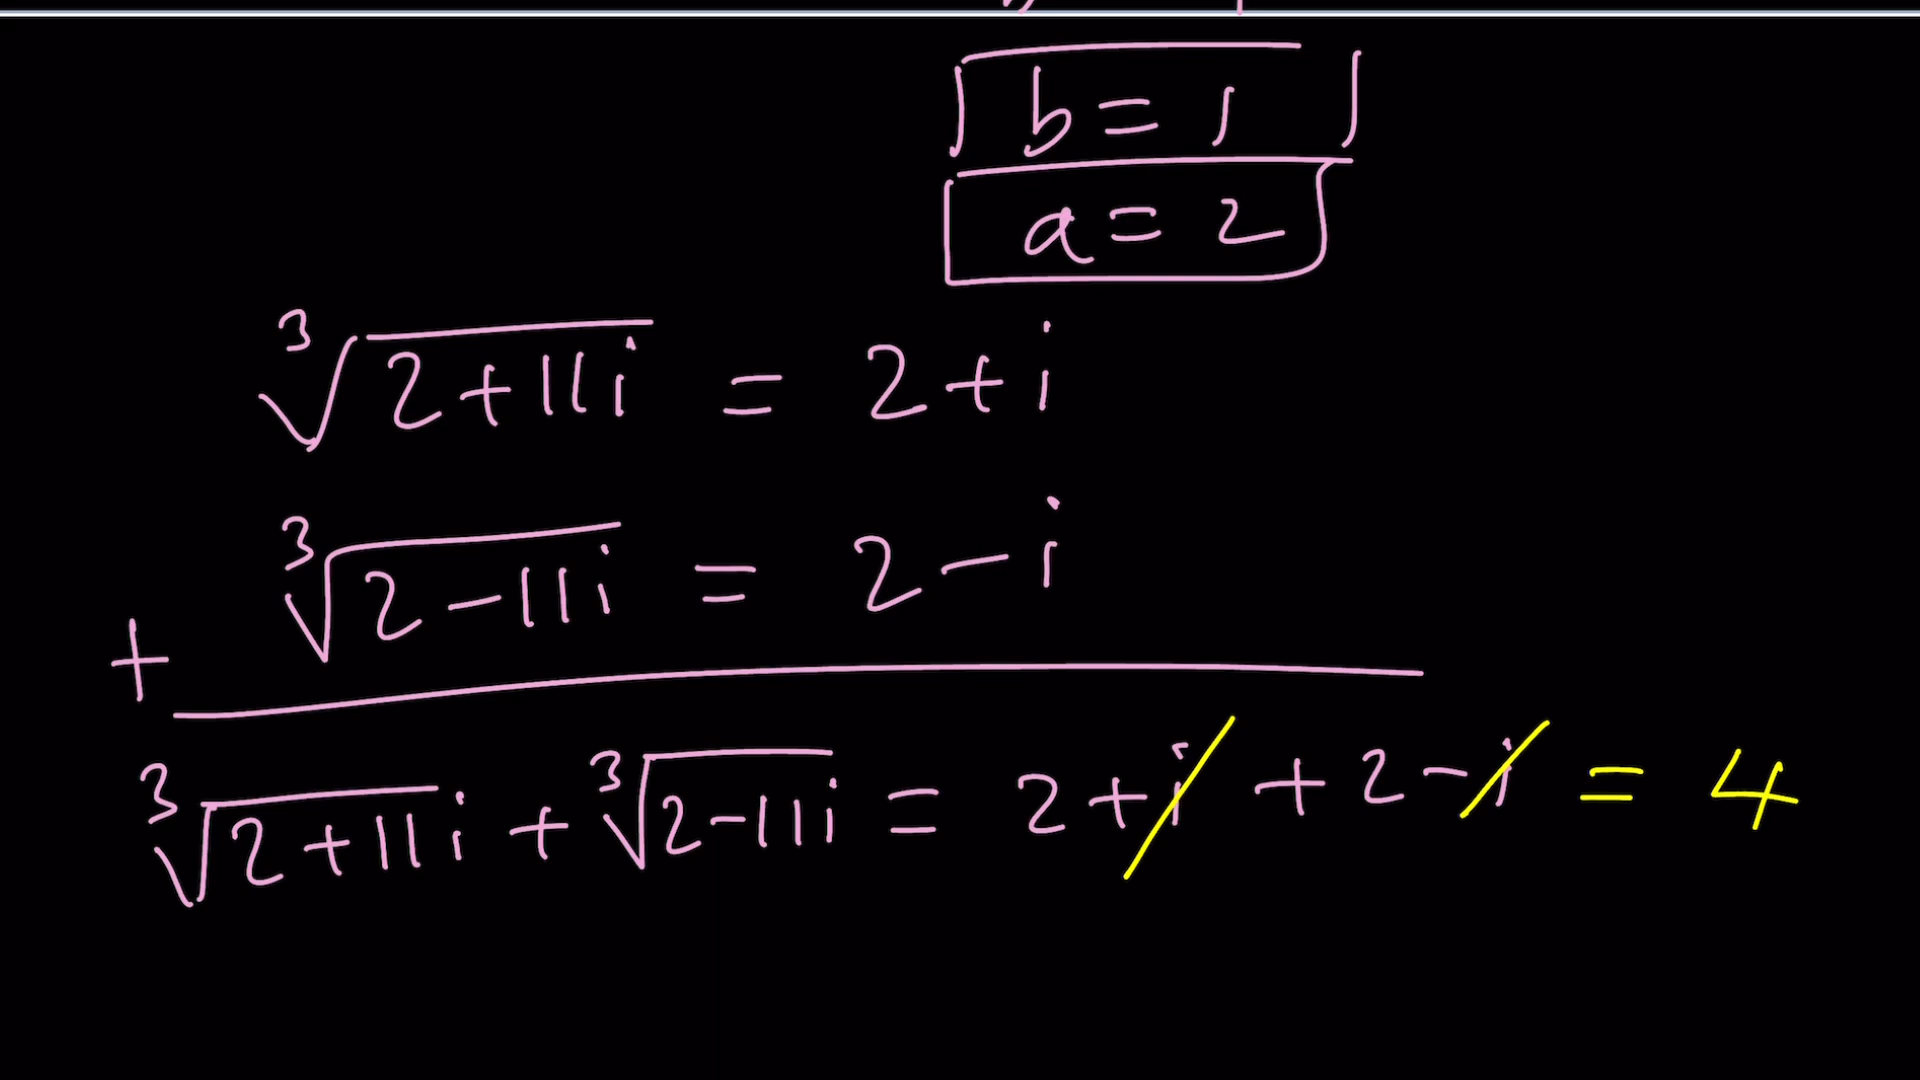 b = 1
a = 2
∛(2+11i) = 2+i
∛(2-11i) = 2-i
+
∛(2+11i) + ∛(2-11i) = 2+i + 2-i = 4